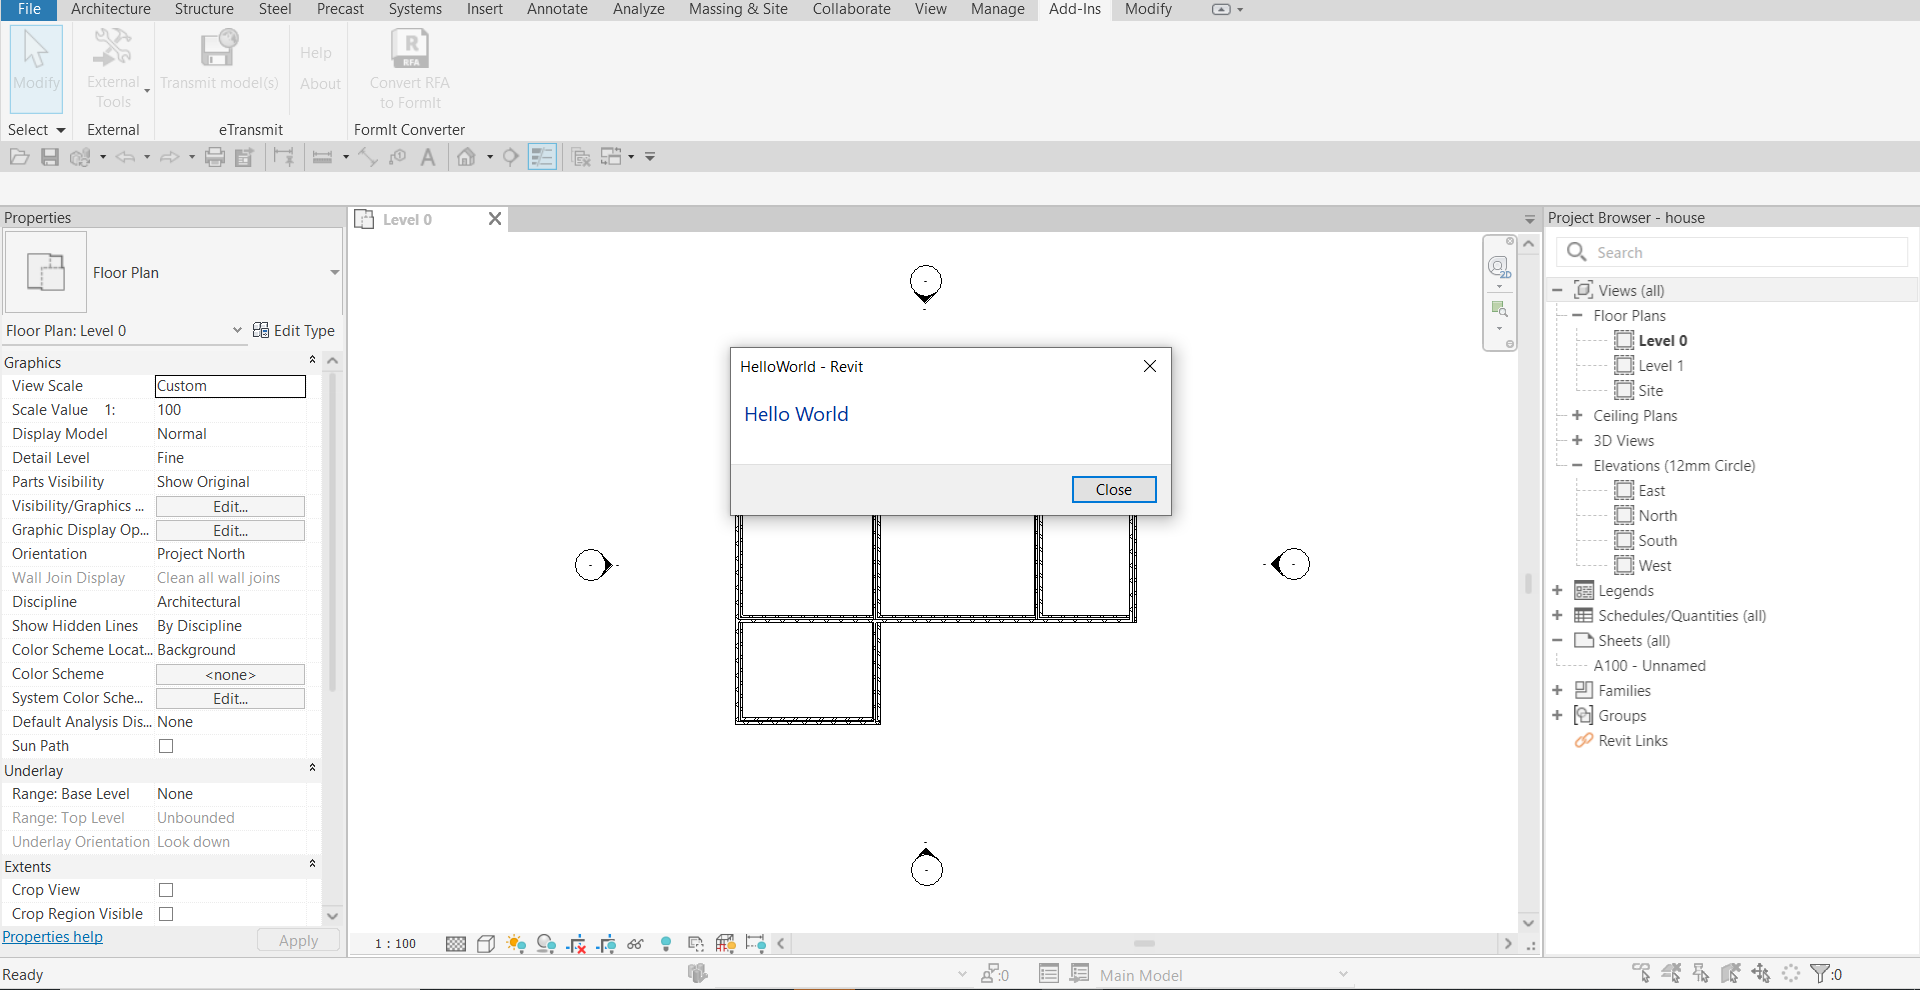 File Architecture Structure Steel Precast Systems Insert Annotate Analyze Massing & Site Collaborate View Manage Add-Ins Modify
Modify
External
Tools
Transmit model(s)
Help
About
R
RFA
Convert RFA
to FormIt
Select External eTransmit FormIt Converter
A
Properties
Floor Plan
Floor Plan: Level 0 Edit Type
Graphics
View Scale Custom
Scale Value 1: 100
Display Model Normal
Detail Level Fine
Parts Visibility Show Original
Visibility/Graphics ... Edit...
Graphic Display Op... Edit...
Orientation Project North
Wall Join Display Clean all wall joins
Discipline Architectural
Show Hidden Lines By Discipline
Color Scheme Locat... Background
Color Scheme <none>
System Color Sche... Edit...
Default Analysis Dis... None
Sun Path
Underlay
Range: Base Level None
Range: Top Level Unbounded
Underlay Orientation Look down
Extents
Crop View
Crop Region Visible
Properties help Apply
Level 0
2D
HelloWorld - Revit
Hello World
Close
1 : 100
Project Browser - house
Search
Views (all)
Floor Plans
Level 0
Level 1
Site
Ceiling Plans
3D Views
Elevations (12mm Circle)
East
North
South
West
Legends
Schedules/Quantities (all)
Sheets (all)
A100 - Unnamed
Families
Groups
Revit Links
Ready :0 Main Model :0